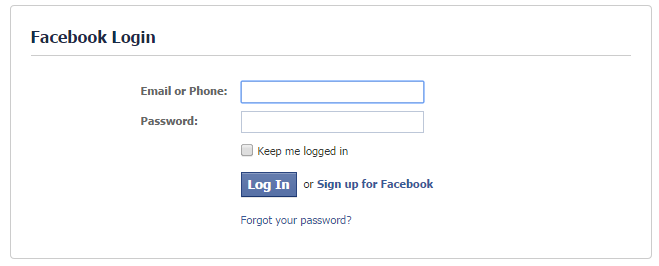 Facebook Login
Email or Phone:
Password:
Keep me logged in
Log In or Sign up for Facebook
Forgot your password?